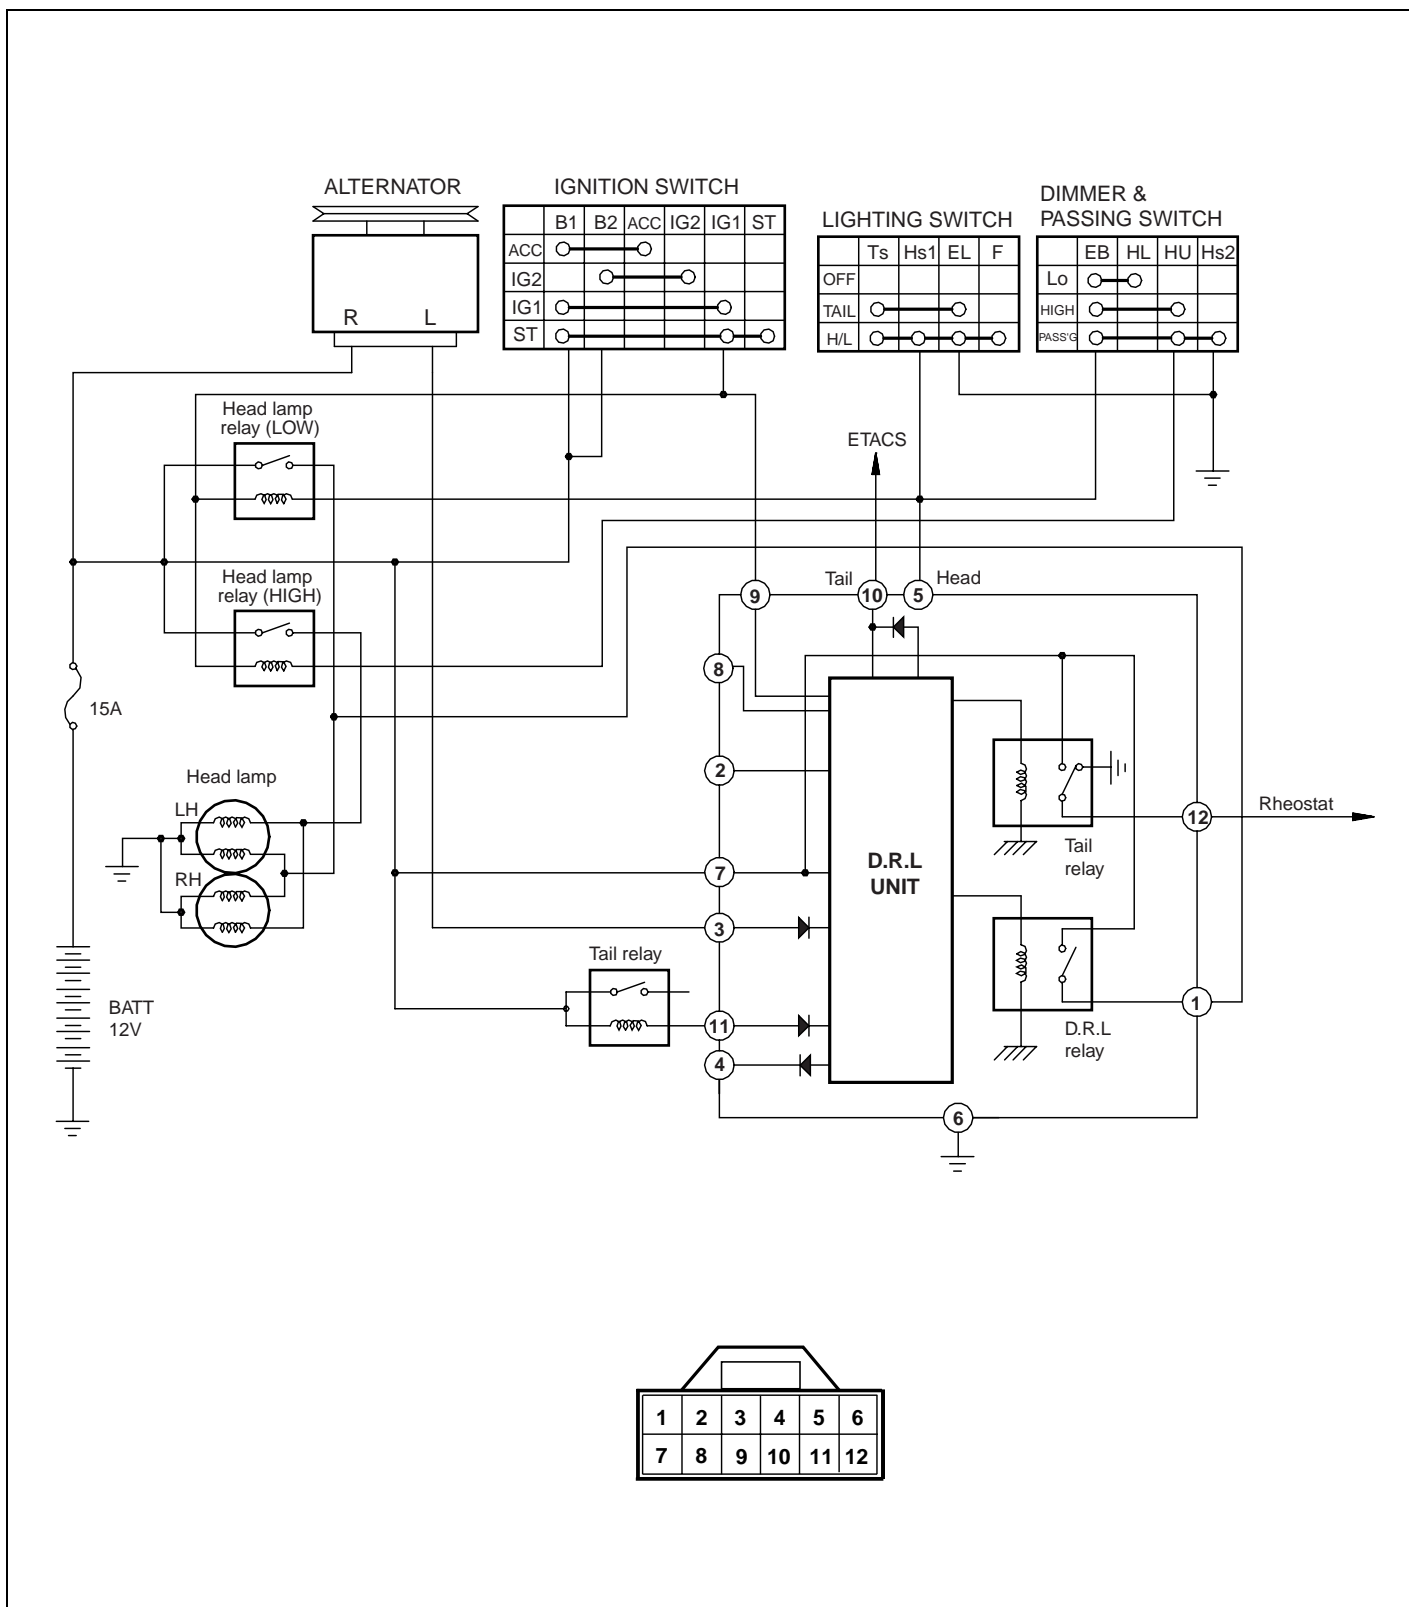 ALTERNATOR
R L
IGNITION SWITCH
B1 B2 ACC IG2 IG1 ST
ACC
IG2
IG1
ST
LIGHTING SWITCH
Ts Hs1 EL F
OFF
TAIL
H/L
DIMMER &
PASSING SWITCH
EB HL HU Hs2
Lo
HIGH
PASS'G
Head lamp
relay (LOW)
ETACS
Head lamp
relay (HIGH)
Tail
Head
9
10
5
8
15A
2
Head lamp
LH
RH
7
3
D.R.L
UNIT
Tail
relay
12
Rheostat
Tail relay
11
4
D.R.L
relay
1
BATT
12V
6
1 2 3 4 5 6
7 8 9 10 11 12